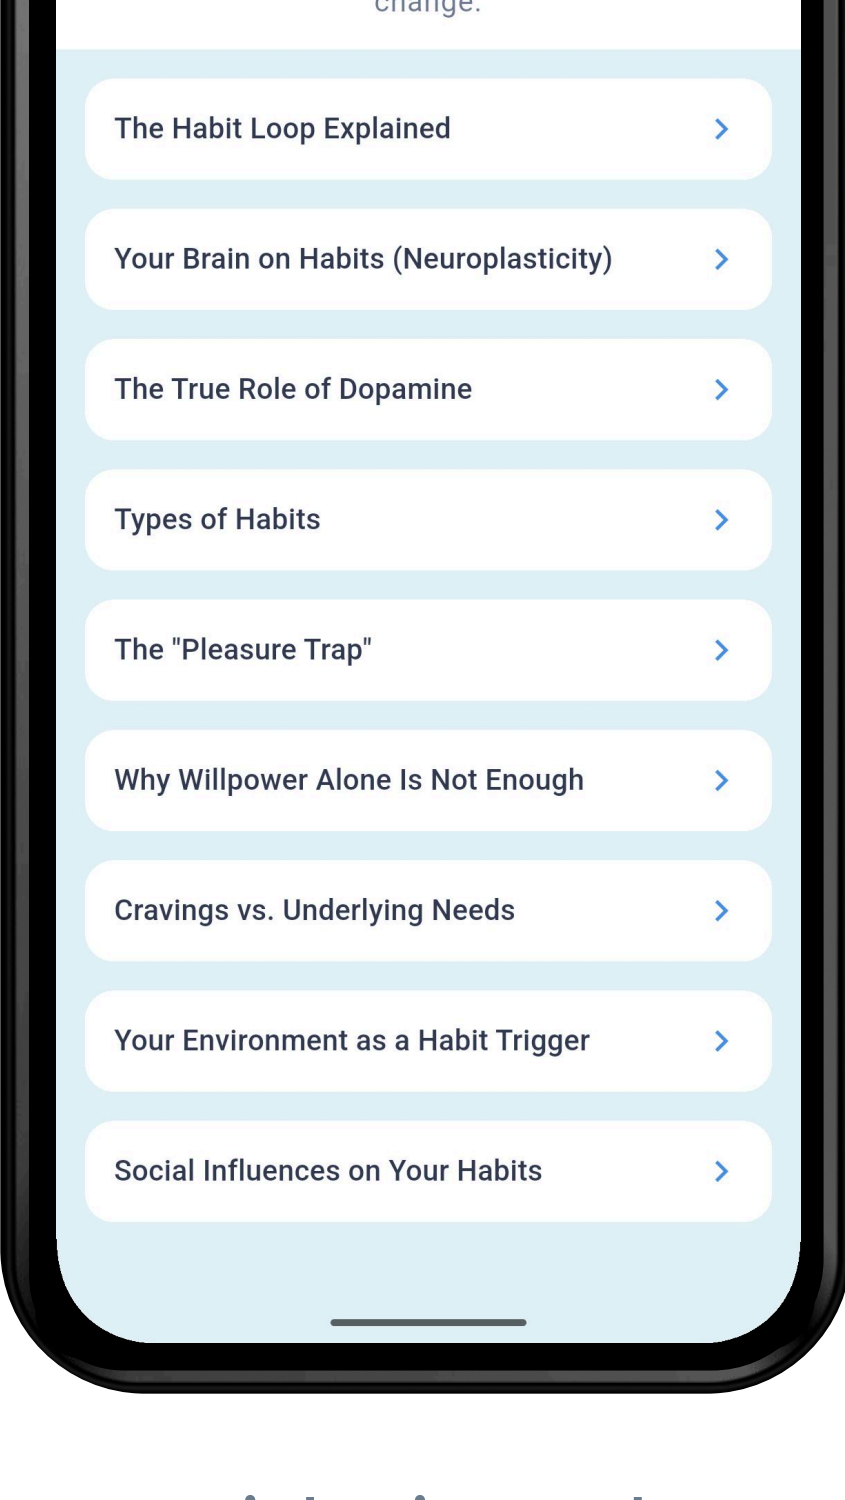 change.
The Habit Loop Explained
Your Brain on Habits (Neuroplasticity)
The True Role of Dopamine
Types of Habits
The "Pleasure Trap"
Why Willpower Alone Is Not Enough
Cravings vs. Underlying Needs
Your Environment as a Habit Trigger
Social Influences on Your Habits